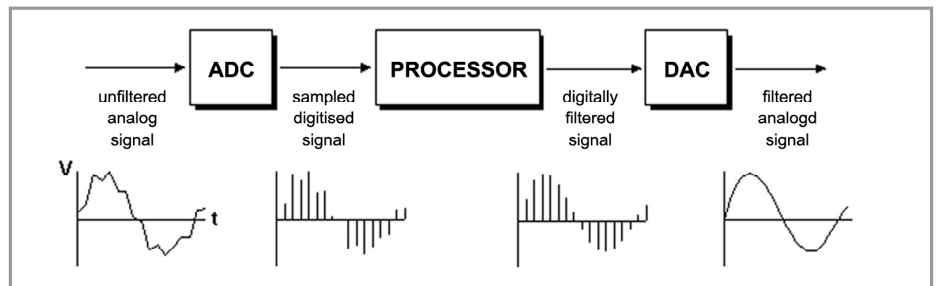 ADC
PROCESSOR
DAC
unfiltered
analog
signal
sampled
digitised
signal
digitally
filtered
signal
filtered
analogd
signal
V
t